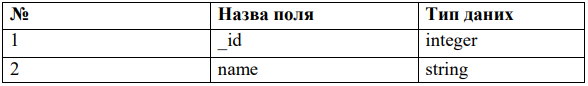 № Назва поля Тип даних
1 _id integer
2 name string